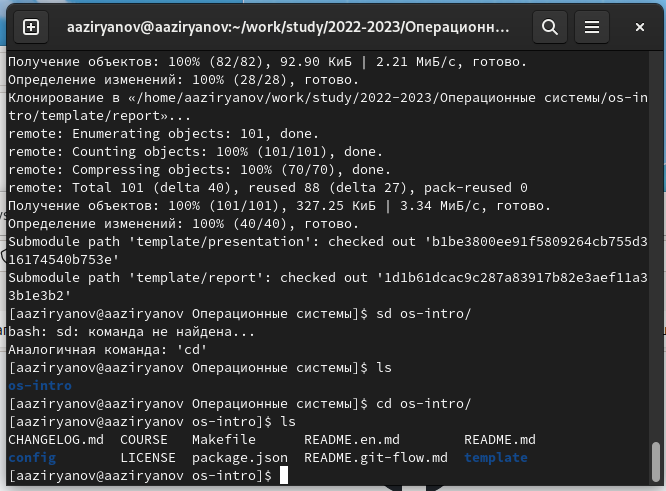 aaziryanov@aaziryanov:~/work/study/2022-2023/Операционн...
Получение объектов: 100% (82/82), 92.90 КиБ | 2.21 МиБ/с, готово.
Определение изменений: 100% (28/28), готово.
Клонирование в «/home/aaziryanov/work/study/2022-2023/Операционные системы/os-in
tro/template/report»...
remote: Enumerating objects: 101, done.
remote: Counting objects: 100% (101/101), done.
remote: Compressing objects: 100% (70/70), done.
remote: Total 101 (delta 40), reused 88 (delta 27), pack-reused 0
Получение объектов: 100% (101/101), 327.25 КиБ | 3.34 МиБ/с, готово.
Определение изменений: 100% (40/40), готово.
Submodule path 'template/presentation': checked out 'b1be3800ee91f5809264cb755d3
16174540b753e'
Submodule path 'template/report': checked out '1d1b61dcac9c287a83917b82e3aef11a3
3b1e3b2'
[aaziryanov@aaziryanov Операционные системы]$ sd os-intro/
bash: sd: команда не найдена...
Аналогичная команда: 'cd'
[aaziryanov@aaziryanov Операционные системы]$ ls
os-intro
[aaziryanov@aaziryanov Операционные системы]$ cd os-intro/
[aaziryanov@aaziryanov os-intro]$ ls
CHANGELOG.md  COURSE   Makefile      README.en.md        README.md
config        LICENSE  package.json  README.git-flow.md  template
[aaziryanov@aaziryanov os-intro]$